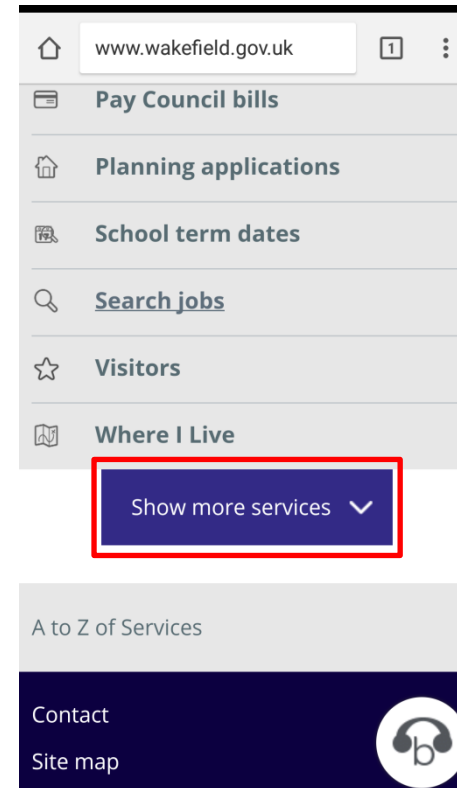 www.wakefield.gov.uk
1
Pay Council bills
Planning applications
School term dates
Search jobs
Visitors
Where I Live
Show more services
A to Z of Services
Contact
b
Site map